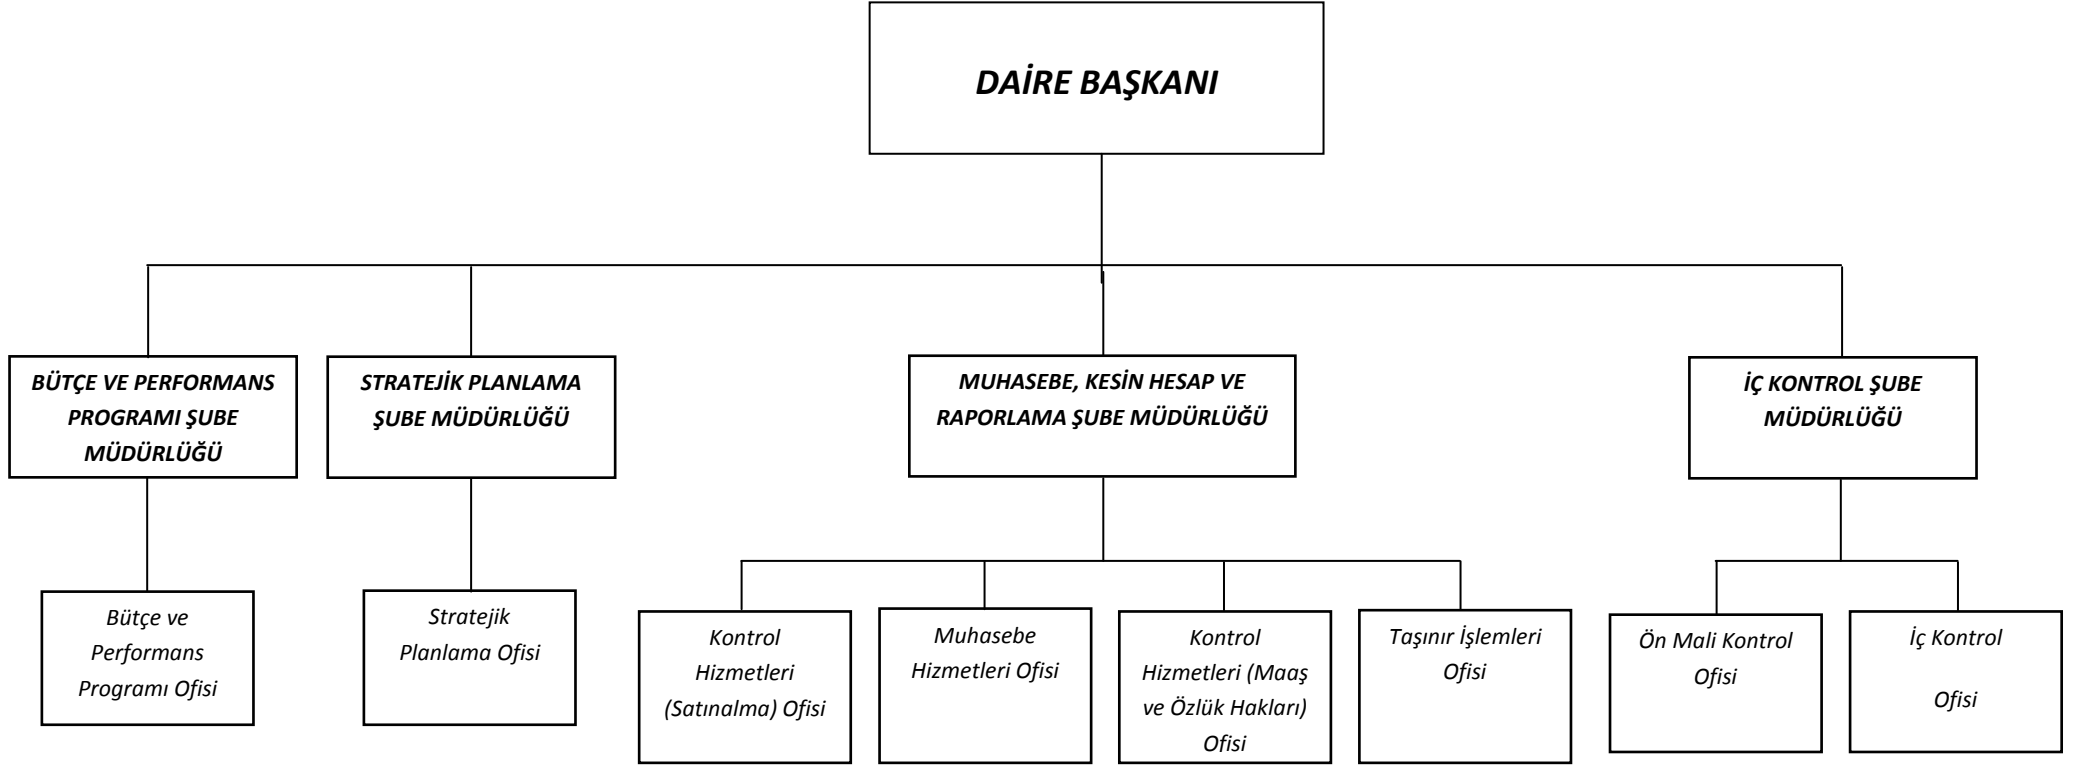 DAİRE BAŞKANI
BÜTÇE VE PERFORMANS
PROGRAMI ŞUBE
MÜDÜRLÜĞÜ
STRATEJİK PLANLAMA
ŞUBE MÜDÜRLÜĞÜ
MUHASEBE, KESİN HESAP VE
RAPORLAMA ŞUBE MÜDÜRLÜĞÜ
İÇ KONTROL ŞUBE
MÜDÜRLÜĞÜ
Bütçe ve
Performans
Programı Ofisi
Stratejik
Planlama Ofisi
Kontrol
Hizmetleri
(Satınalma) Ofisi
Muhasebe
Hizmetleri Ofisi
Kontrol
Hizmetleri (Maaş
ve Özlük Hakları)
Ofisi
Taşınır İşlemleri
Ofisi
Ön Mali Kontrol
Ofisi
İç Kontrol
Ofisi